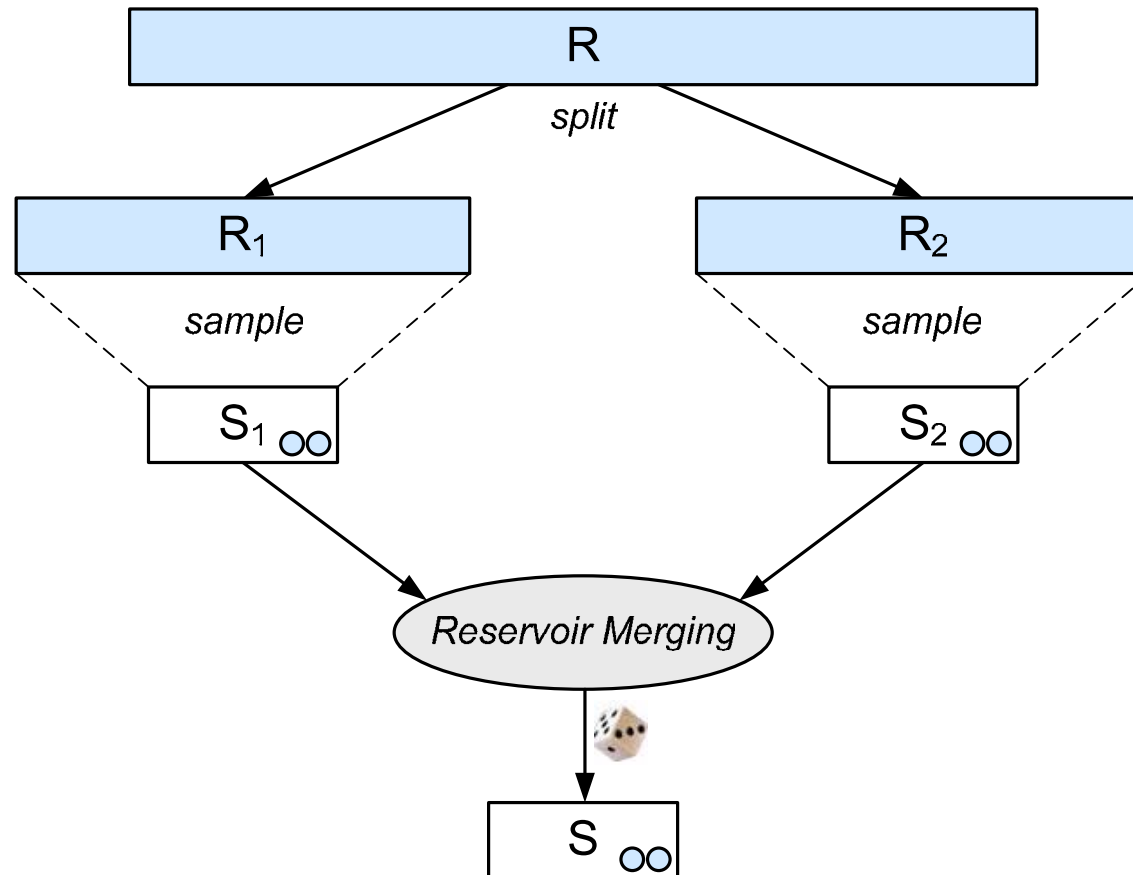 R
split
R₁
R₂
sample
sample
S₁
S₂
Reservoir Merging
S